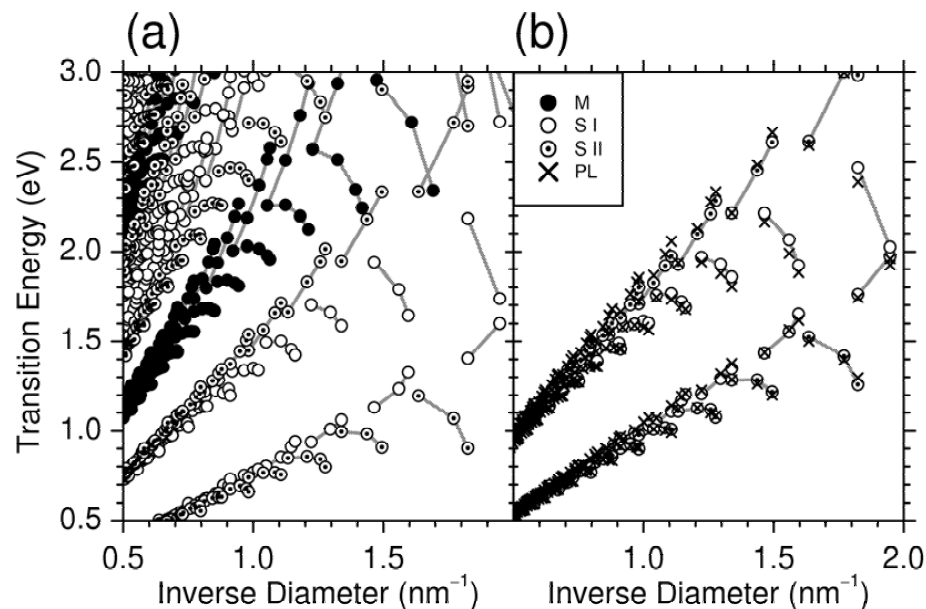 (a)
(b)
Transition Energy (eV)
3.0
2.5
2.0
1.5
1.0
0.5
M
S I
S II
PL
0.5 1.0 1.5
1.0 1.5 2.0
Inverse Diameter (nm⁻¹)
Inverse Diameter (nm⁻¹)